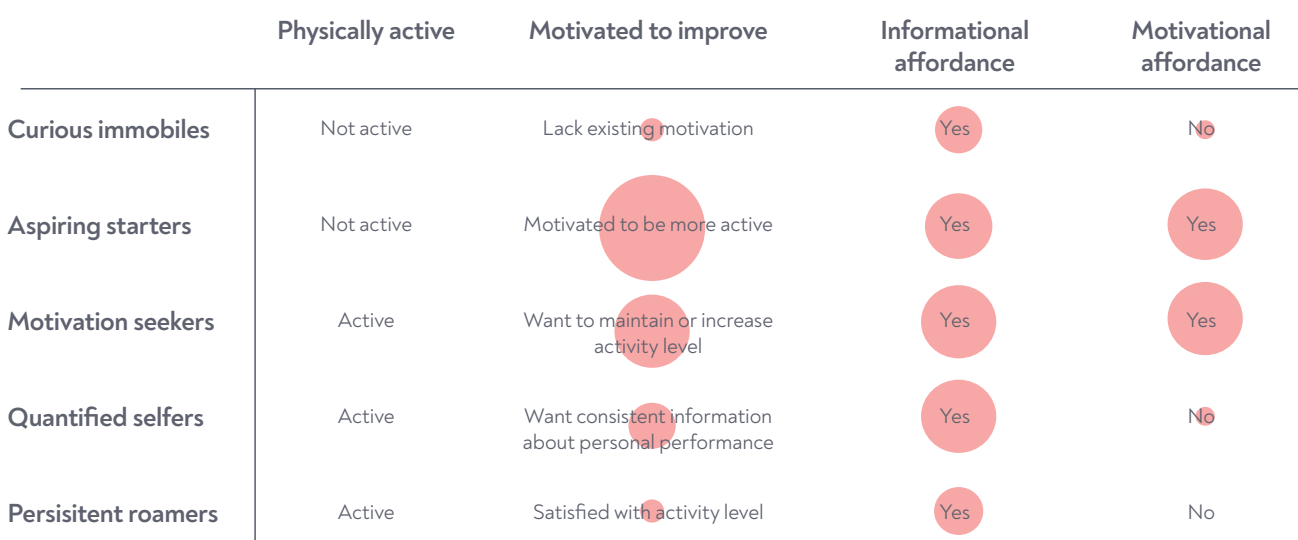 Physically active
Motivated to improve
Informational
affordance
Motivational
affordance
Curious immobiles
Not active
Lack existing motivation
Yes
No
Aspiring starters
Not active
Motivated to be more active
Yes
Yes
Motivation seekers
Active
Want to maintain or increase
activity level
Yes
Yes
Quantified selfers
Active
Want consistent information
about personal performance
Yes
No
Persisitent roamers
Active
Satisfied with activity level
Yes
No